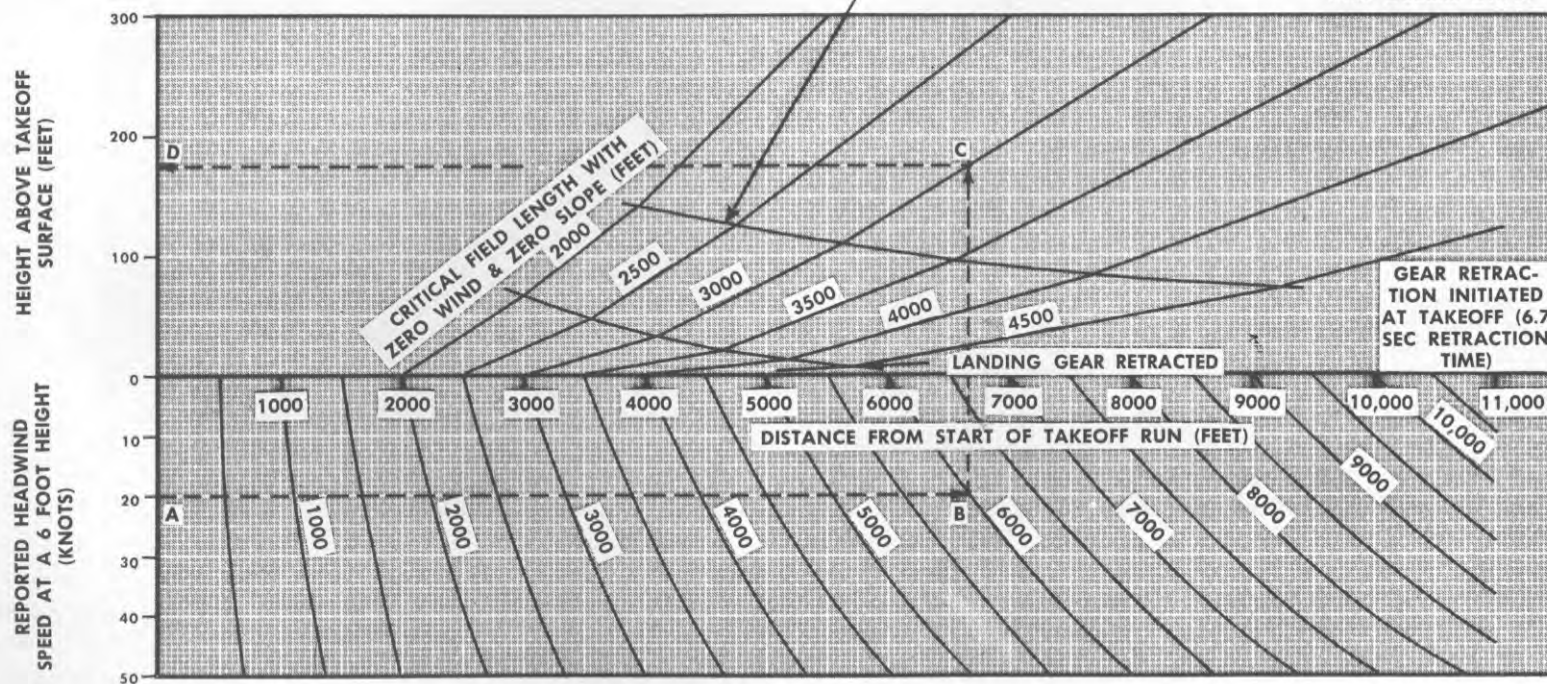 300
200
100
0
10
20
30
40
50
HEIGHT ABOVE TAKEOFF
SURFACE (FEET)
REPORTED HEADWIND
SPEED AT A 6 FOOT HEIGHT
(KNOTS)
D
C
CRITICAL FIELD LENGTH WITH
ZERO WIND & ZERO SLOPE (FEET)
2000
2500
3000
3500
4000
4500
GEAR RETRAC-
TION INITIATED
AT TAKEOFF (6.7
SEC RETRACTION
TIME)
LANDING GEAR RETRACTED
1000 2000 3000 4000 5000 6000 7000 8000 9000 10,000 11,000
DISTANCE FROM START OF TAKEOFF RUN (FEET)
A
B
1000
2000
3000
4000
5000
6000
7000
8000
9000
10,000